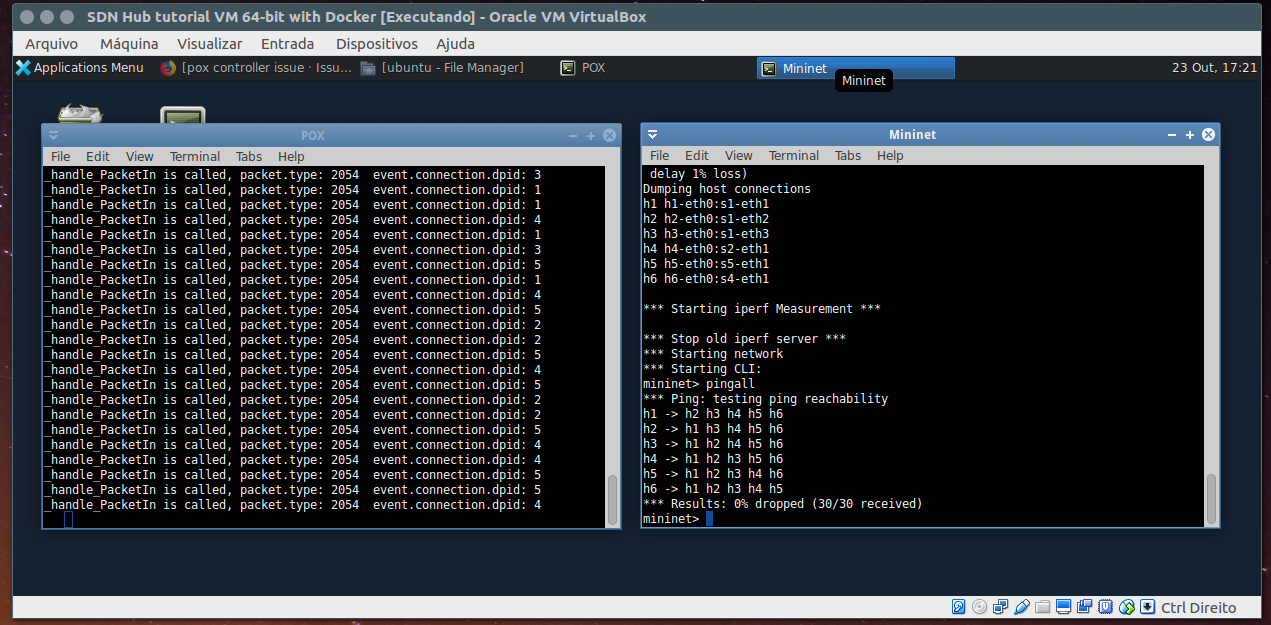 SDN Hub tutorial VM 64-bit with Docker [Executando] - Oracle VM VirtualBox
Arquivo Máquina Visualizar Entrada Dispositivos Ajuda
Applications Menu [pox controller issue · Issu... [ubuntu - File Manager] POX Mininet 23 Out, 17:21
Mininet
POX
File Edit View Terminal Tabs Help
_handle_PacketIn is called, packet.type: 2054  event.connection.dpid: 3
_handle_PacketIn is called, packet.type: 2054  event.connection.dpid: 1
_handle_PacketIn is called, packet.type: 2054  event.connection.dpid: 1
_handle_PacketIn is called, packet.type: 2054  event.connection.dpid: 4
_handle_PacketIn is called, packet.type: 2054  event.connection.dpid: 1
_handle_PacketIn is called, packet.type: 2054  event.connection.dpid: 3
_handle_PacketIn is called, packet.type: 2054  event.connection.dpid: 5
_handle_PacketIn is called, packet.type: 2054  event.connection.dpid: 1
_handle_PacketIn is called, packet.type: 2054  event.connection.dpid: 4
_handle_PacketIn is called, packet.type: 2054  event.connection.dpid: 5
_handle_PacketIn is called, packet.type: 2054  event.connection.dpid: 2
_handle_PacketIn is called, packet.type: 2054  event.connection.dpid: 2
_handle_PacketIn is called, packet.type: 2054  event.connection.dpid: 5
_handle_PacketIn is called, packet.type: 2054  event.connection.dpid: 4
_handle_PacketIn is called, packet.type: 2054  event.connection.dpid: 5
_handle_PacketIn is called, packet.type: 2054  event.connection.dpid: 2
_handle_PacketIn is called, packet.type: 2054  event.connection.dpid: 2
_handle_PacketIn is called, packet.type: 2054  event.connection.dpid: 5
_handle_PacketIn is called, packet.type: 2054  event.connection.dpid: 4
_handle_PacketIn is called, packet.type: 2054  event.connection.dpid: 4
_handle_PacketIn is called, packet.type: 2054  event.connection.dpid: 5
_handle_PacketIn is called, packet.type: 2054  event.connection.dpid: 5
_handle_PacketIn is called, packet.type: 2054  event.connection.dpid: 4
Mininet
File Edit View Terminal Tabs Help
delay 1% loss)
Dumping host connections
h1 h1-eth0:s1-eth1
h2 h2-eth0:s1-eth2
h3 h3-eth0:s1-eth3
h4 h4-eth0:s2-eth1
h5 h5-eth0:s5-eth1
h6 h6-eth0:s4-eth1
*** Starting iperf Measurement ***
*** Stop old iperf server ***
*** Starting network
*** Starting CLI:
mininet> pingall
*** Ping: testing ping reachability
h1 -> h2 h3 h4 h5 h6
h2 -> h1 h3 h4 h5 h6
h3 -> h1 h2 h4 h5 h6
h4 -> h1 h2 h3 h5 h6
h5 -> h1 h2 h3 h4 h6
h6 -> h1 h2 h3 h4 h5
*** Results: 0% dropped (30/30 received)
mininet>
Ctrl Direito